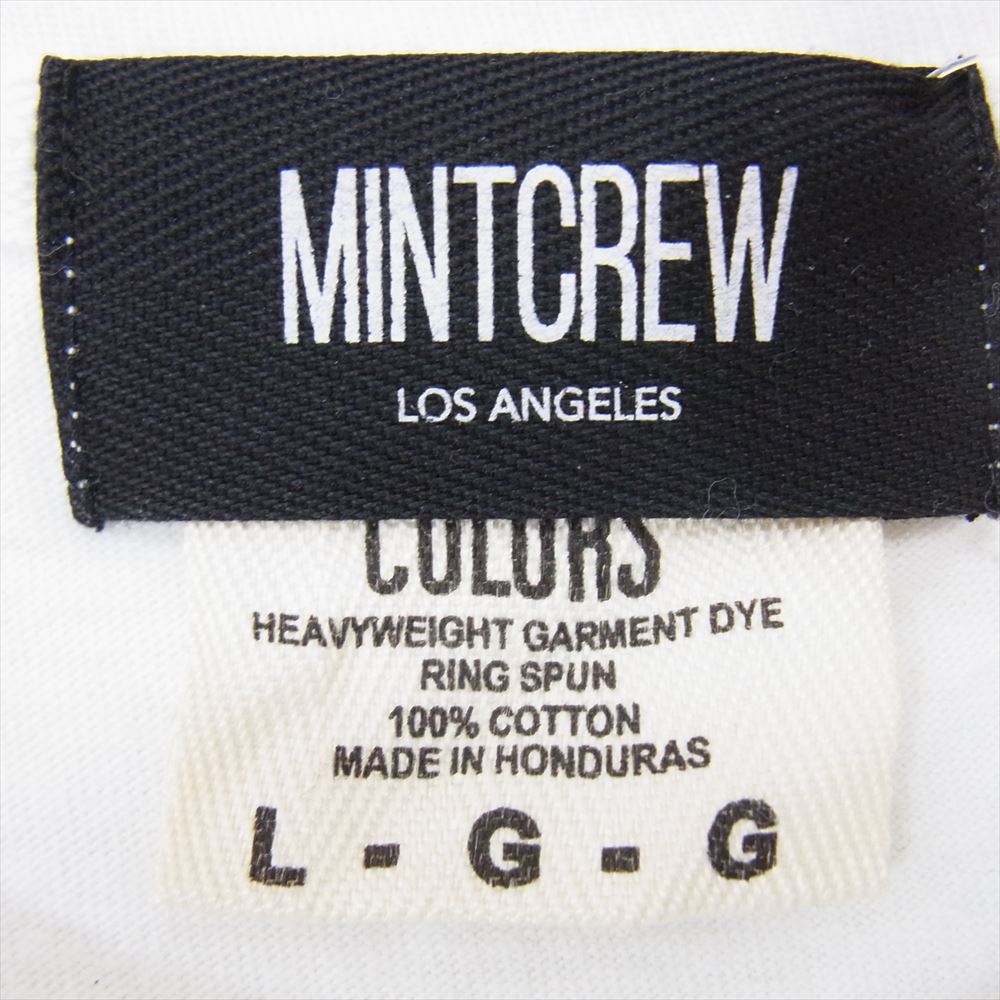 MINTCREW
LOS ANGELES
COLORS
HEAVYWEIGHT GARMENT DYE
RING SPUN
100% COTTON
MADE IN HONDURAS
L - G - G